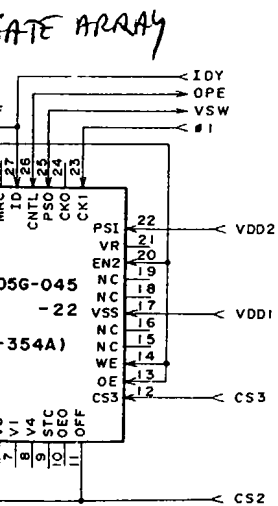 GATE ARRAY
IDY
OPE
VSW
ø1
27 26 25 24 23
ID CNTL PSO CKO CKI
PSI 22 VDD2
VR 21
EN2 20
NC 19
05G-045 NC 18
-22 VSS 17 VDD1
NC 16
-354A) NC 15
WE 14
OE 13
CS3 12 CS3
V1 V4 STC OEO OFF
7 8 9 10 11
CS2